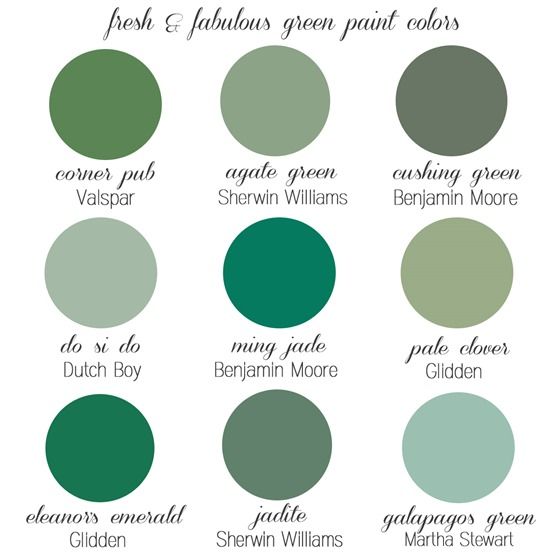 fresh & fabulous green paint colors
corner pub
Valspar
agate green
Sherwin Williams
cushing green
Benjamin Moore
do si do
Dutch Boy
ming jade
Benjamin Moore
pale clover
Glidden
eleanors emerald
Glidden
jadite
Sherwin Williams
galapagos green
Martha Stewart